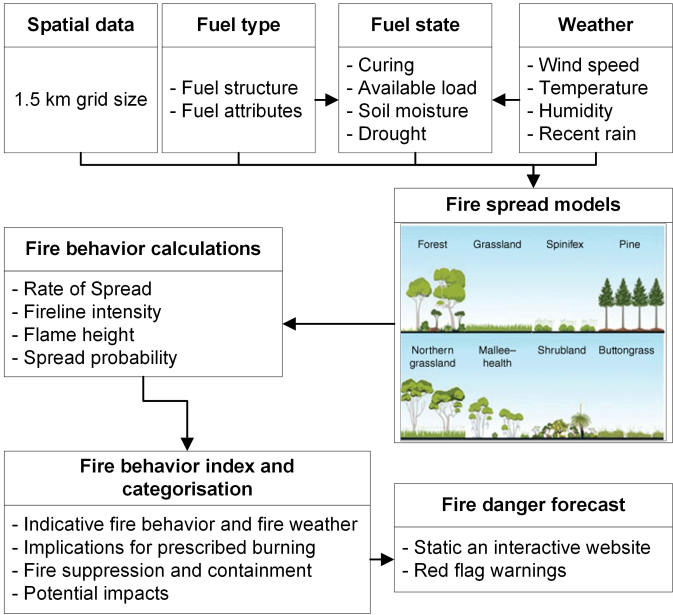 Spatial data
1.5 km grid size
Fuel type
- Fuel structure
- Fuel attributes
Fuel state
- Curing
- Available load
- Soil moisture
- Drought
Weather
- Wind speed
- Temperature
- Humidity
- Recent rain
Fire spread models
Forest Grassland Spinifex Pine
Northern grassland
Mallee–health
Shrubland
Buttongrass
Fire behavior calculations
- Rate of Spread
- Fireline intensity
- Flame height
- Spread probability
Fire behavior index and
categorisation
- Indicative fire behavior and fire weather
- Implications for prescribed burning
- Fire suppression and containment
- Potential impacts
Fire danger forecast
- Static an interactive website
- Red flag warnings